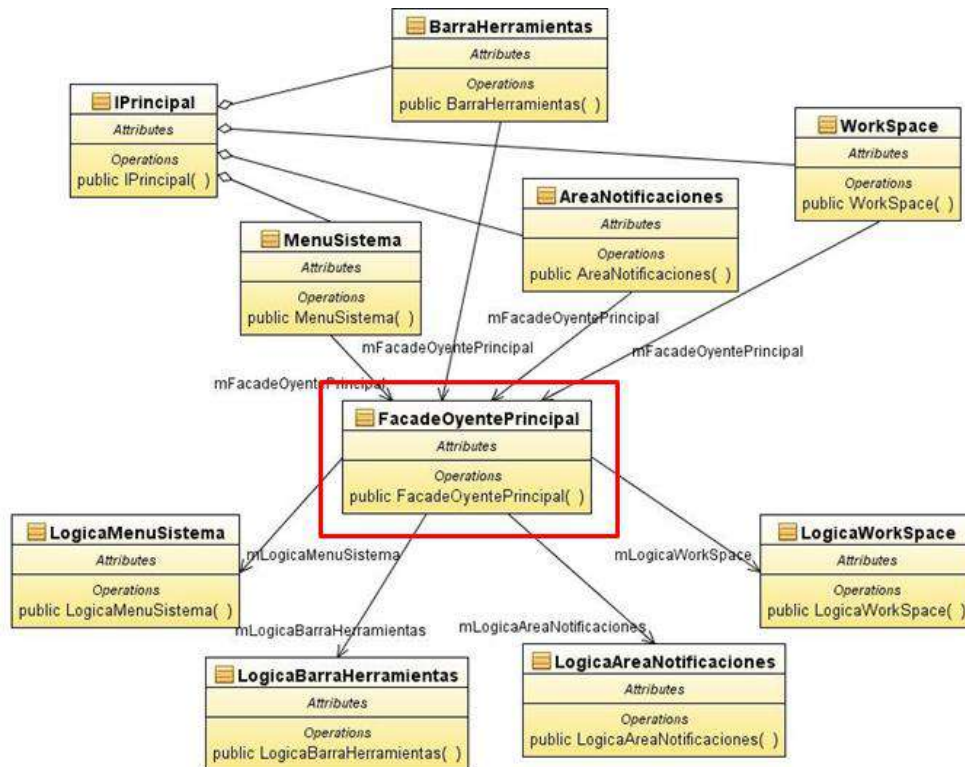 BarraHerramientas
Attributes
Operations
public BarraHerramientas( )
IPrincipal
Attributes
Operations
public IPrincipal( )
WorkSpace
Attributes
Operations
public WorkSpace( )
AreaNotificaciones
Attributes
Operations
public AreaNotificaciones( )
MenuSistema
Attributes
Operations
public MenuSistema( )
mFacadeOyentePrincipal
mFacadeOyentePrincipal
mFacadeOyentePrincipal
mFacadeOyentePrincipal
FacadeOyentePrincipal
Attributes
Operations
public FacadeOyentePrincipal( )
LogicaMenuSistema
Attributes
Operations
public LogicaMenuSistema( )
mLogicaMenuSistema
mLogicaWorkSpace
LogicaWorkSpace
Attributes
Operations
public LogicaWorkSpace( )
mLogicaBarraHerramientas
mLogicaAreaNotificaciones
LogicaBarraHerramientas
Attributes
Operations
public LogicaBarraHerramientas( )
LogicaAreaNotificaciones
Attributes
Operations
public LogicaAreaNotificaciones( )